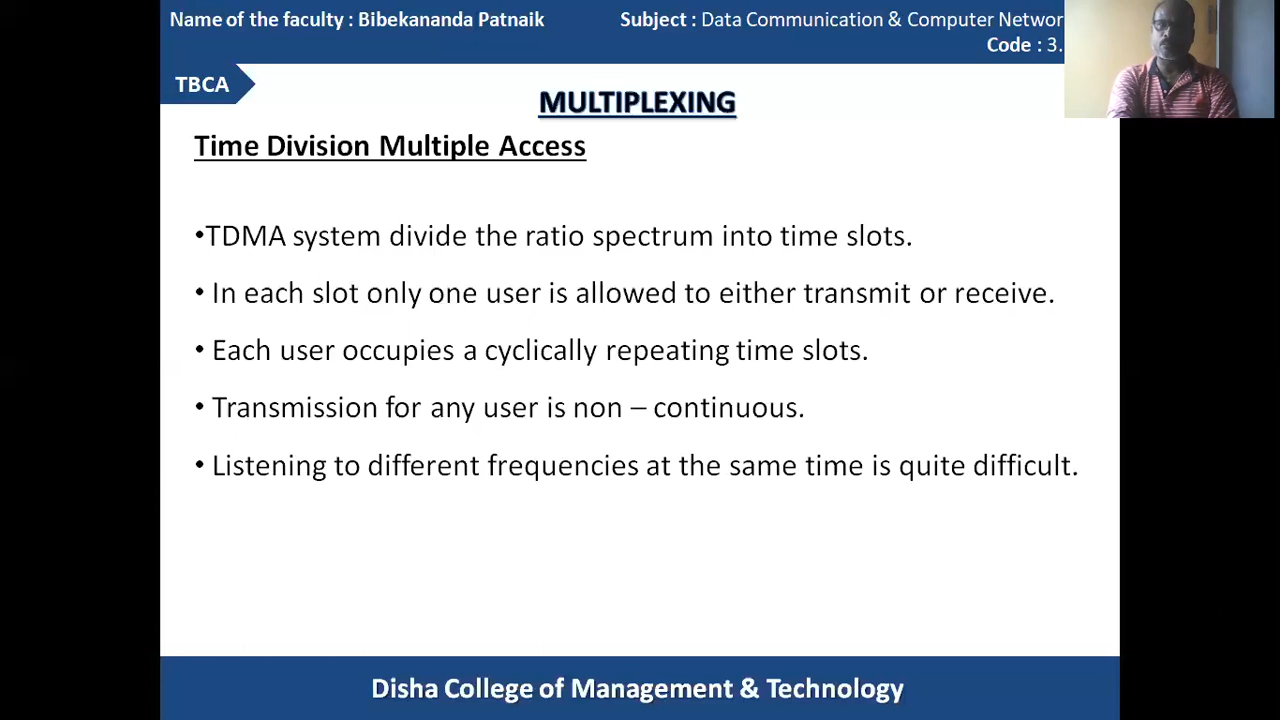 Name of the faculty : Bibekananda Patnaik
Subject : Data Communication & Computer Networ
Code : 3.
TBCA
MULTIPLEXING
Time Division Multiple Access
•TDMA system divide the ratio spectrum into time slots.
• In each slot only one user is allowed to either transmit or receive.
• Each user occupies a cyclically repeating time slots.
• Transmission for any user is non – continuous.
• Listening to different frequencies at the same time is quite difficult.
Disha College of Management & Technology